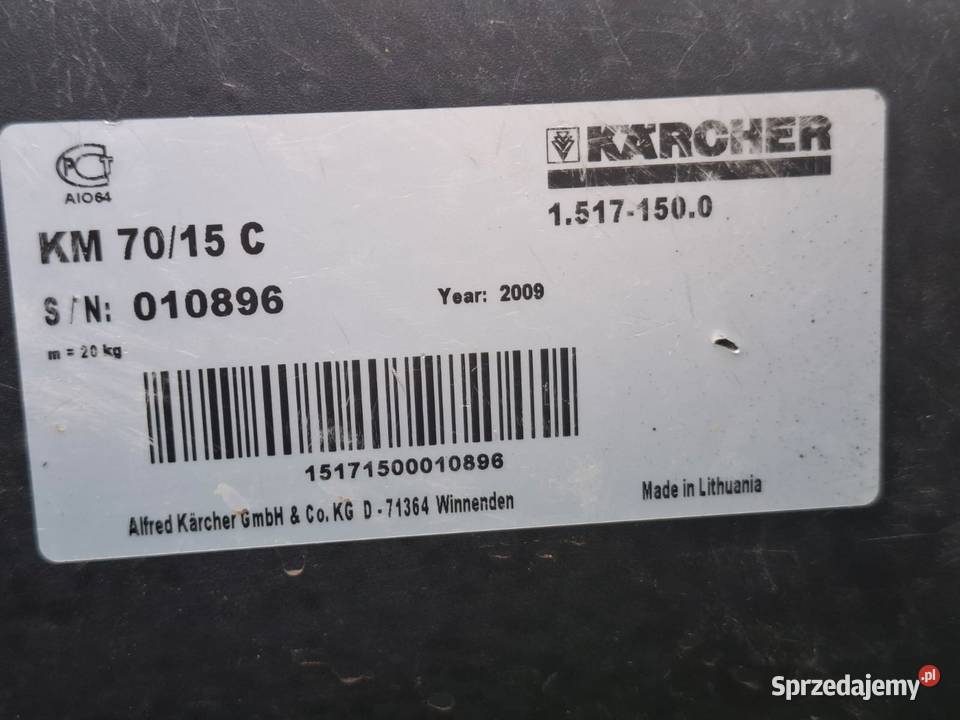 PCT
AIO64
KÄRCHER
1.517-150.0
KM 70/15 C
S/N: 010896
Year: 2009
m = 20 kg
15171500010896
Alfred Kärcher GmbH & Co. KG D - 71364 Winnenden
Made in Lithuania
Sprzedajemy.pl